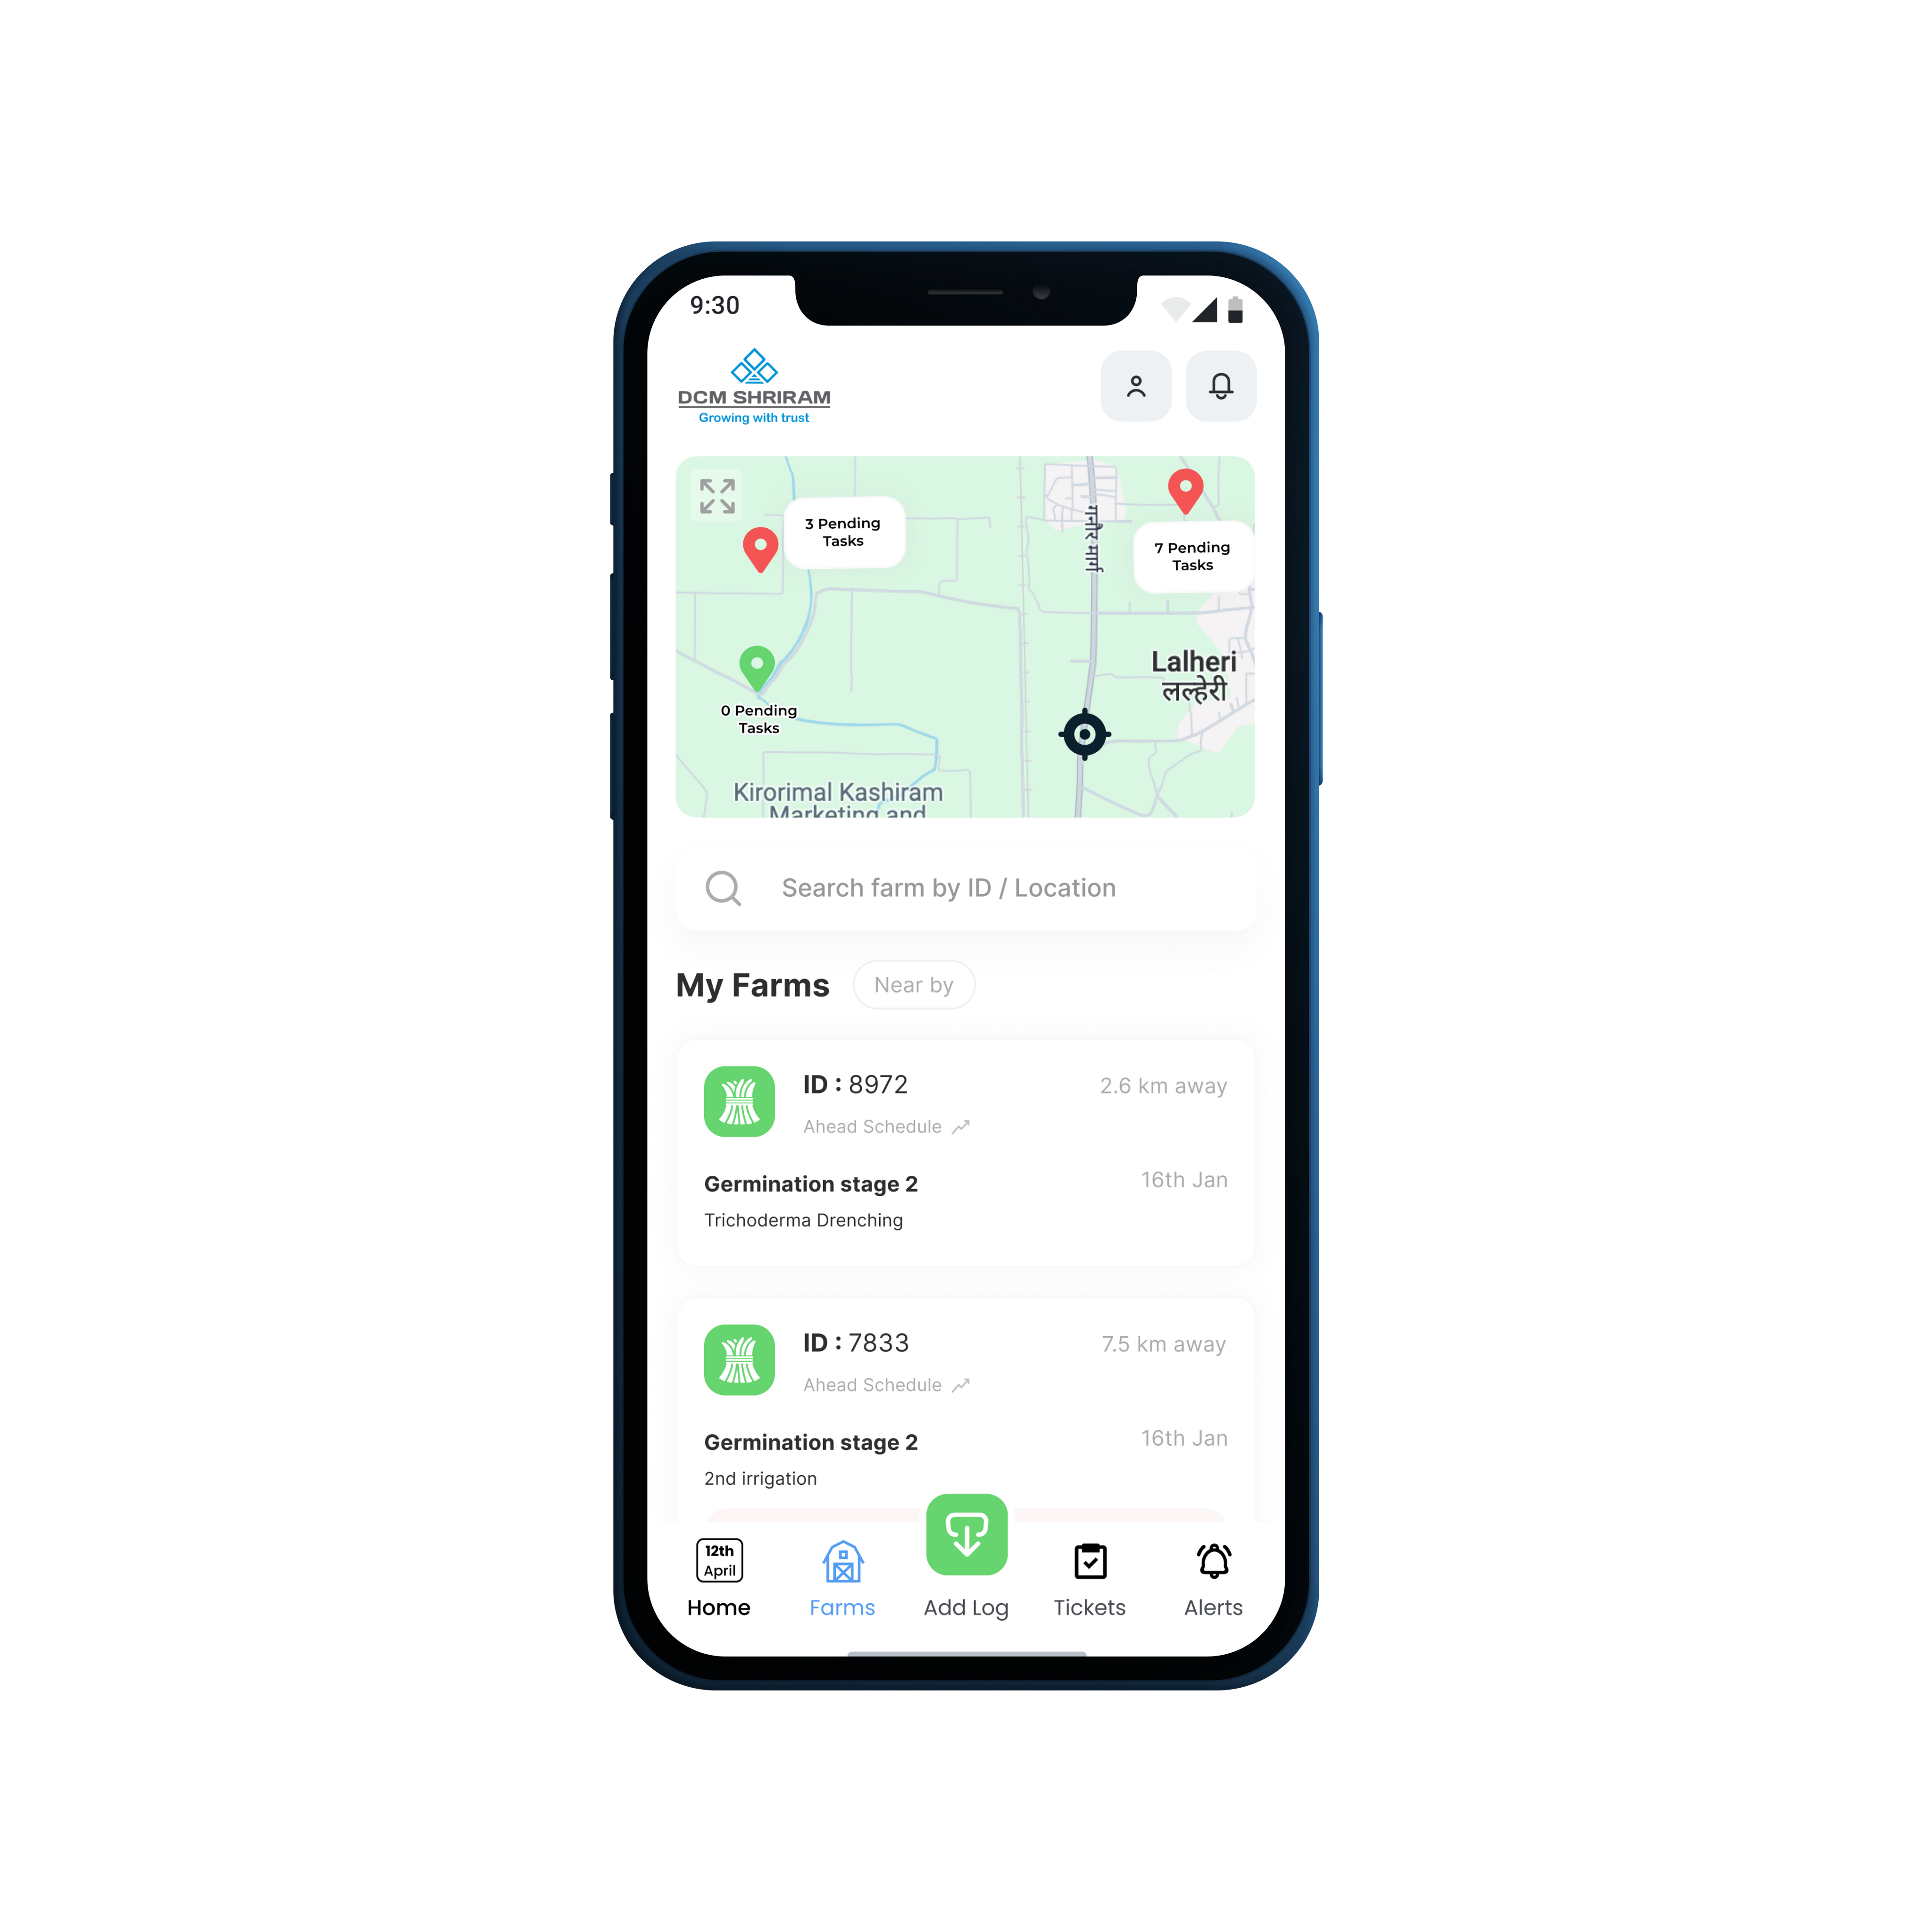 9:30
DCM SHRIRAM
Growing with trust
3 Pending
Tasks
गनौर मार्ग
7 Pending
Tasks
Lalheri
लल्हेरी
0 Pending
Tasks
Kirorimal Kashiram
Marketing and
Search farm by ID / Location
My Farms
Near by
ID : 8972
2.6 km away
Ahead Schedule
Germination stage 2
16th Jan
Trichoderma Drenching
ID : 7833
7.5 km away
Ahead Schedule
Germination stage 2
16th Jan
2nd irrigation
12th
April
Home
Farms
Add Log
Tickets
Alerts